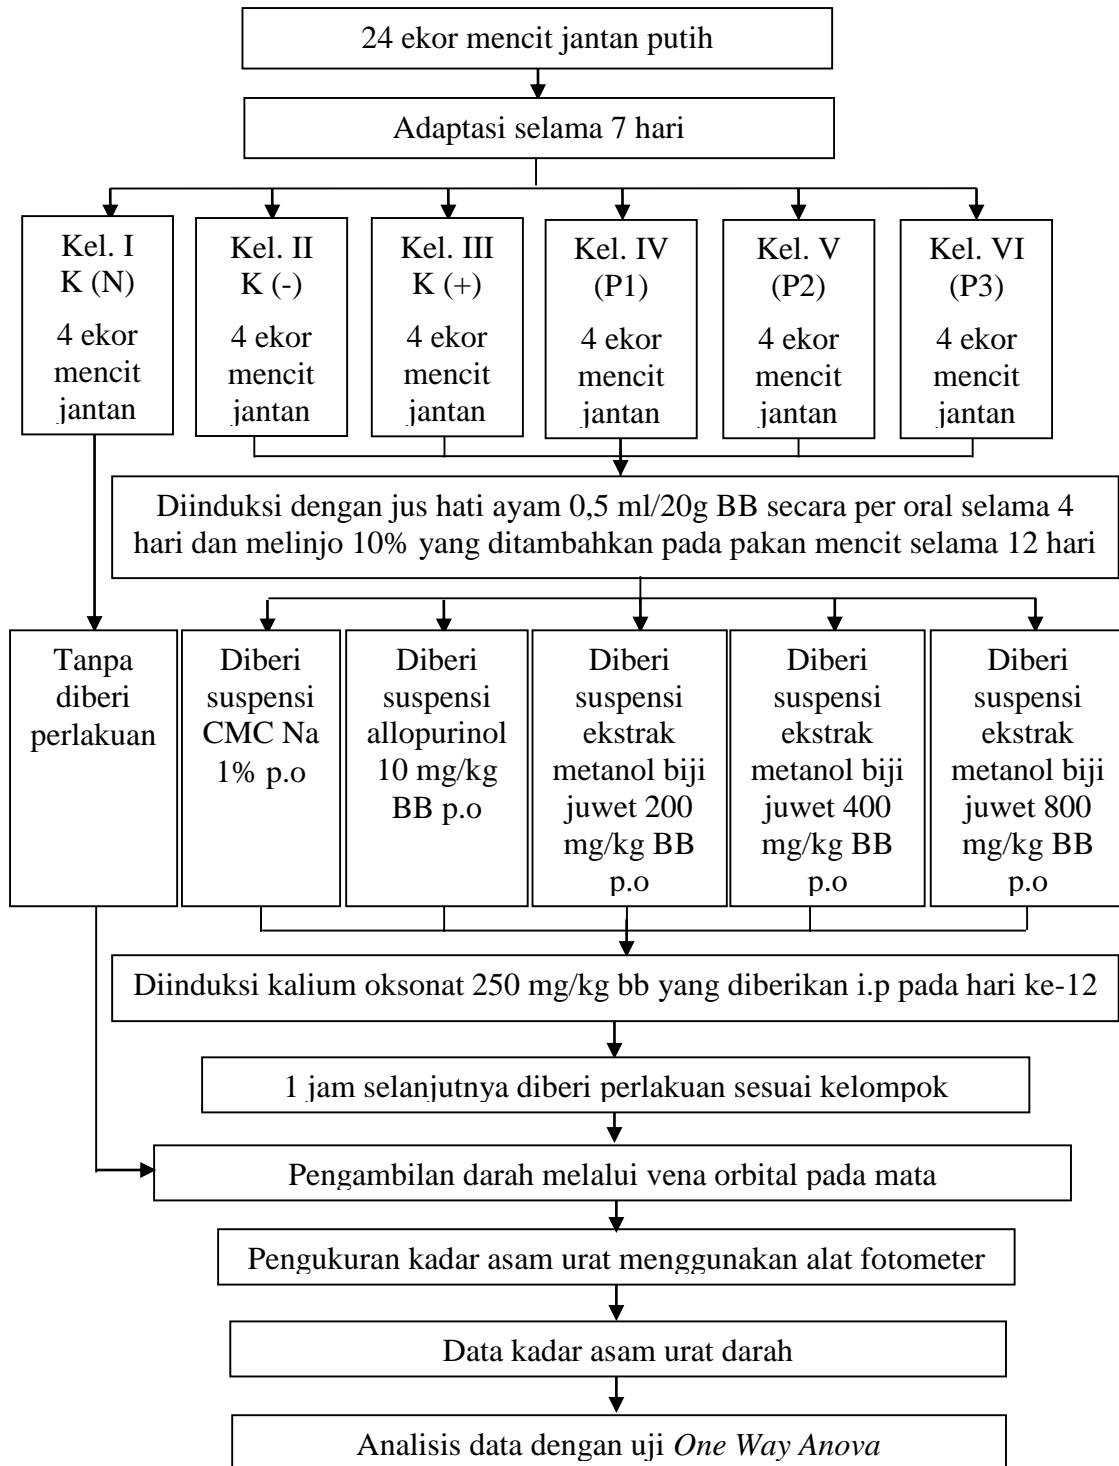 24 ekor mencit jantan putih
Adaptasi selama 7 hari
Kel. I
K (N)
4 ekor
mencit
jantan
Kel. II
K (-)
4 ekor
mencit
jantan
Kel. III
K (+)
4 ekor
mencit
jantan
Kel. IV
(P1)
4 ekor
mencit
jantan
Kel. V
(P2)
4 ekor
mencit
jantan
Kel. VI
(P3)
4 ekor
mencit
jantan
Diinduksi dengan jus hati ayam 0,5 ml/20g BB secara per oral selama 4
hari dan melinjo 10% yang ditambahkan pada pakan mencit selama 12 hari
Tanpa
diberi
perlakuan
Diberi
suspensi
CMC Na
1% p.o
Diberi
suspensi
allopurinol
10 mg/kg
BB p.o
Diberi
suspensi
ekstrak
metanol biji
juwet 200
mg/kg BB
p.o
Diberi
suspensi
ekstrak
metanol biji
juwet 400
mg/kg BB
p.o
Diberi
suspensi
ekstrak
metanol biji
juwet 800
mg/kg BB
p.o
Diinduksi kalium oksonat 250 mg/kg bb yang diberikan i.p pada hari ke-12
1 jam selanjutnya diberi perlakuan sesuai kelompok
Pengambilan darah melalui vena orbital pada mata
Pengukuran kadar asam urat menggunakan alat fotometer
Data kadar asam urat darah
Analisis data dengan uji One Way Anova